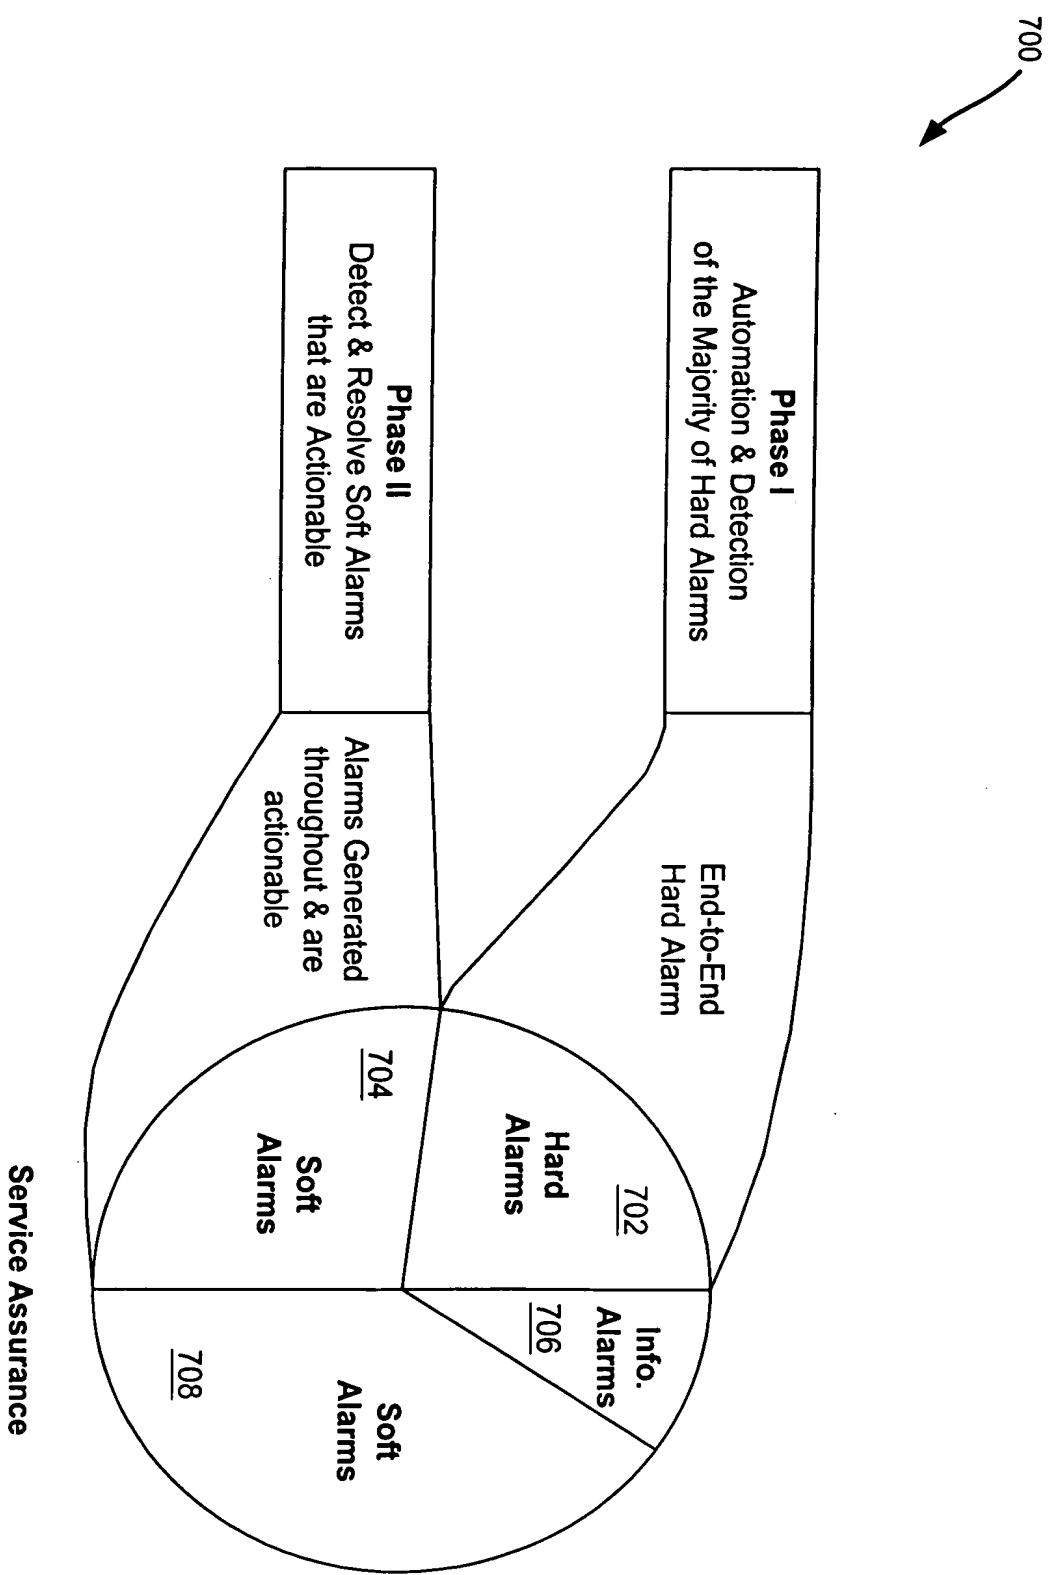 700
Phase I
Automation & Detection
of the Majority of Hard Alarms
End-to-End
Hard Alarm
Hard
Alarms
702
Info.
Alarms
706
Phase II
Detect & Resolve Soft Alarms
that are Actionable
Alarms Generated
throughout & are
actionable
704
Soft
Alarms
Soft
Alarms
708
Service Assurance